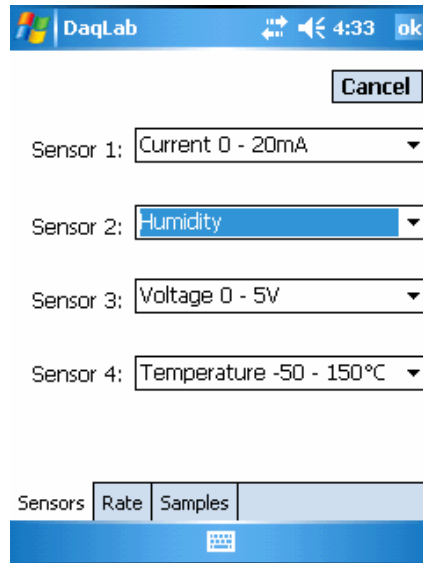 DaqLab 4:33 ok
Cancel
Sensor 1: Current 0 - 20mA
Sensor 2: Humidity
Sensor 3: Voltage 0 - 5V
Sensor 4: Temperature -50 - 150°C
Sensors Rate Samples